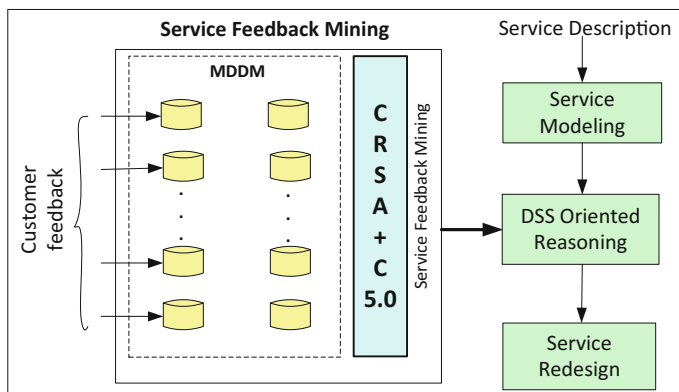 Service Feedback Mining
Service Description
MDDM
Customer
feedback
C
R
S
A
+
C
5.0
Service Feedback Mining
Service
Modeling
DSS Oriented
Reasoning
Service
Redesign